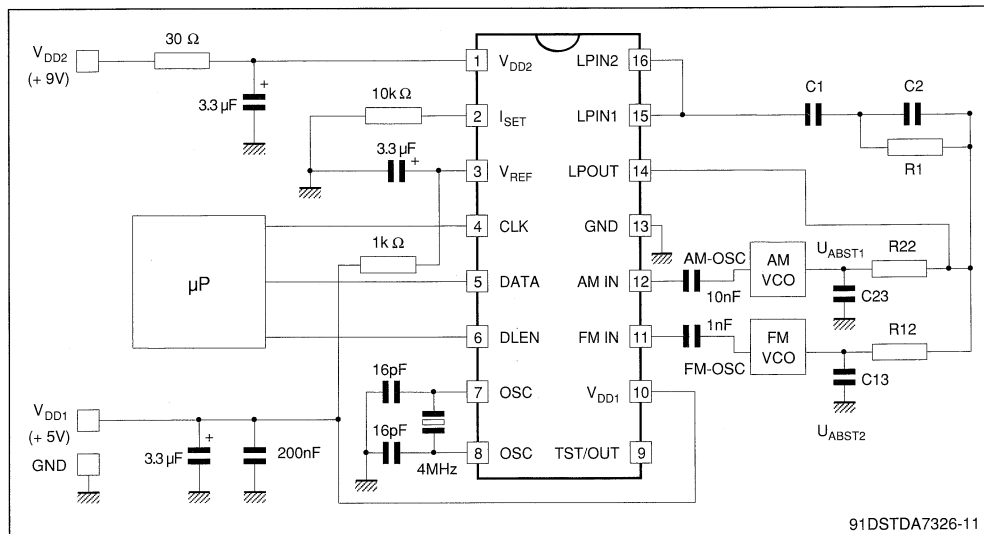 V_DD2
(+ 9V)
30 Ω
3.3 μF
+
10k Ω
3.3 μF
+
1k Ω
μP
V_DD1
(+ 5V)
GND
3.3 μF
+
200nF
16pF
16pF
4MHz
1 V_DD2 LPIN2 16
2 I_SET LPIN1 15
3 V_REF LPOUT 14
4 CLK GND 13
5 DATA AM IN 12
6 DLEN FM IN 11
7 OSC V_DD1 10
8 OSC TST/OUT 9
C1
C2
R1
AM-OSC
10nF
AM
VCO
U_ABST1
R22
C23
1nF
FM-OSC
FM
VCO
R12
C13
U_ABST2
91DSTDA7326-11